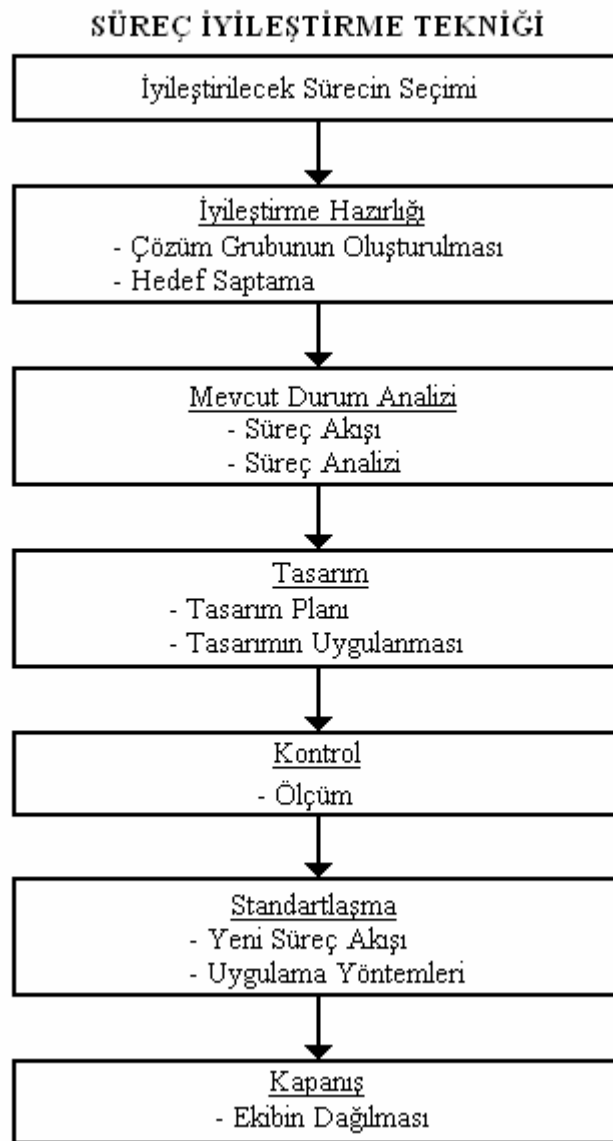 SÜREÇ İYİLEŞTİRME TEKNİĞİ
İyileştirilecek Sürecin Seçimi
İyileştirme Hazırlığı
- Çözüm Grubunun Oluşturulması
- Hedef Saptama
Mevcut Durum Analizi
- Süreç Akışı
- Süreç Analizi
Tasarım
- Tasarım Planı
- Tasarımın Uygulanması
Kontrol
- Ölçüm
Standartlaşma
- Yeni Süreç Akışı
- Uygulama Yöntemleri
Kapanış
- Ekibin Dağılması